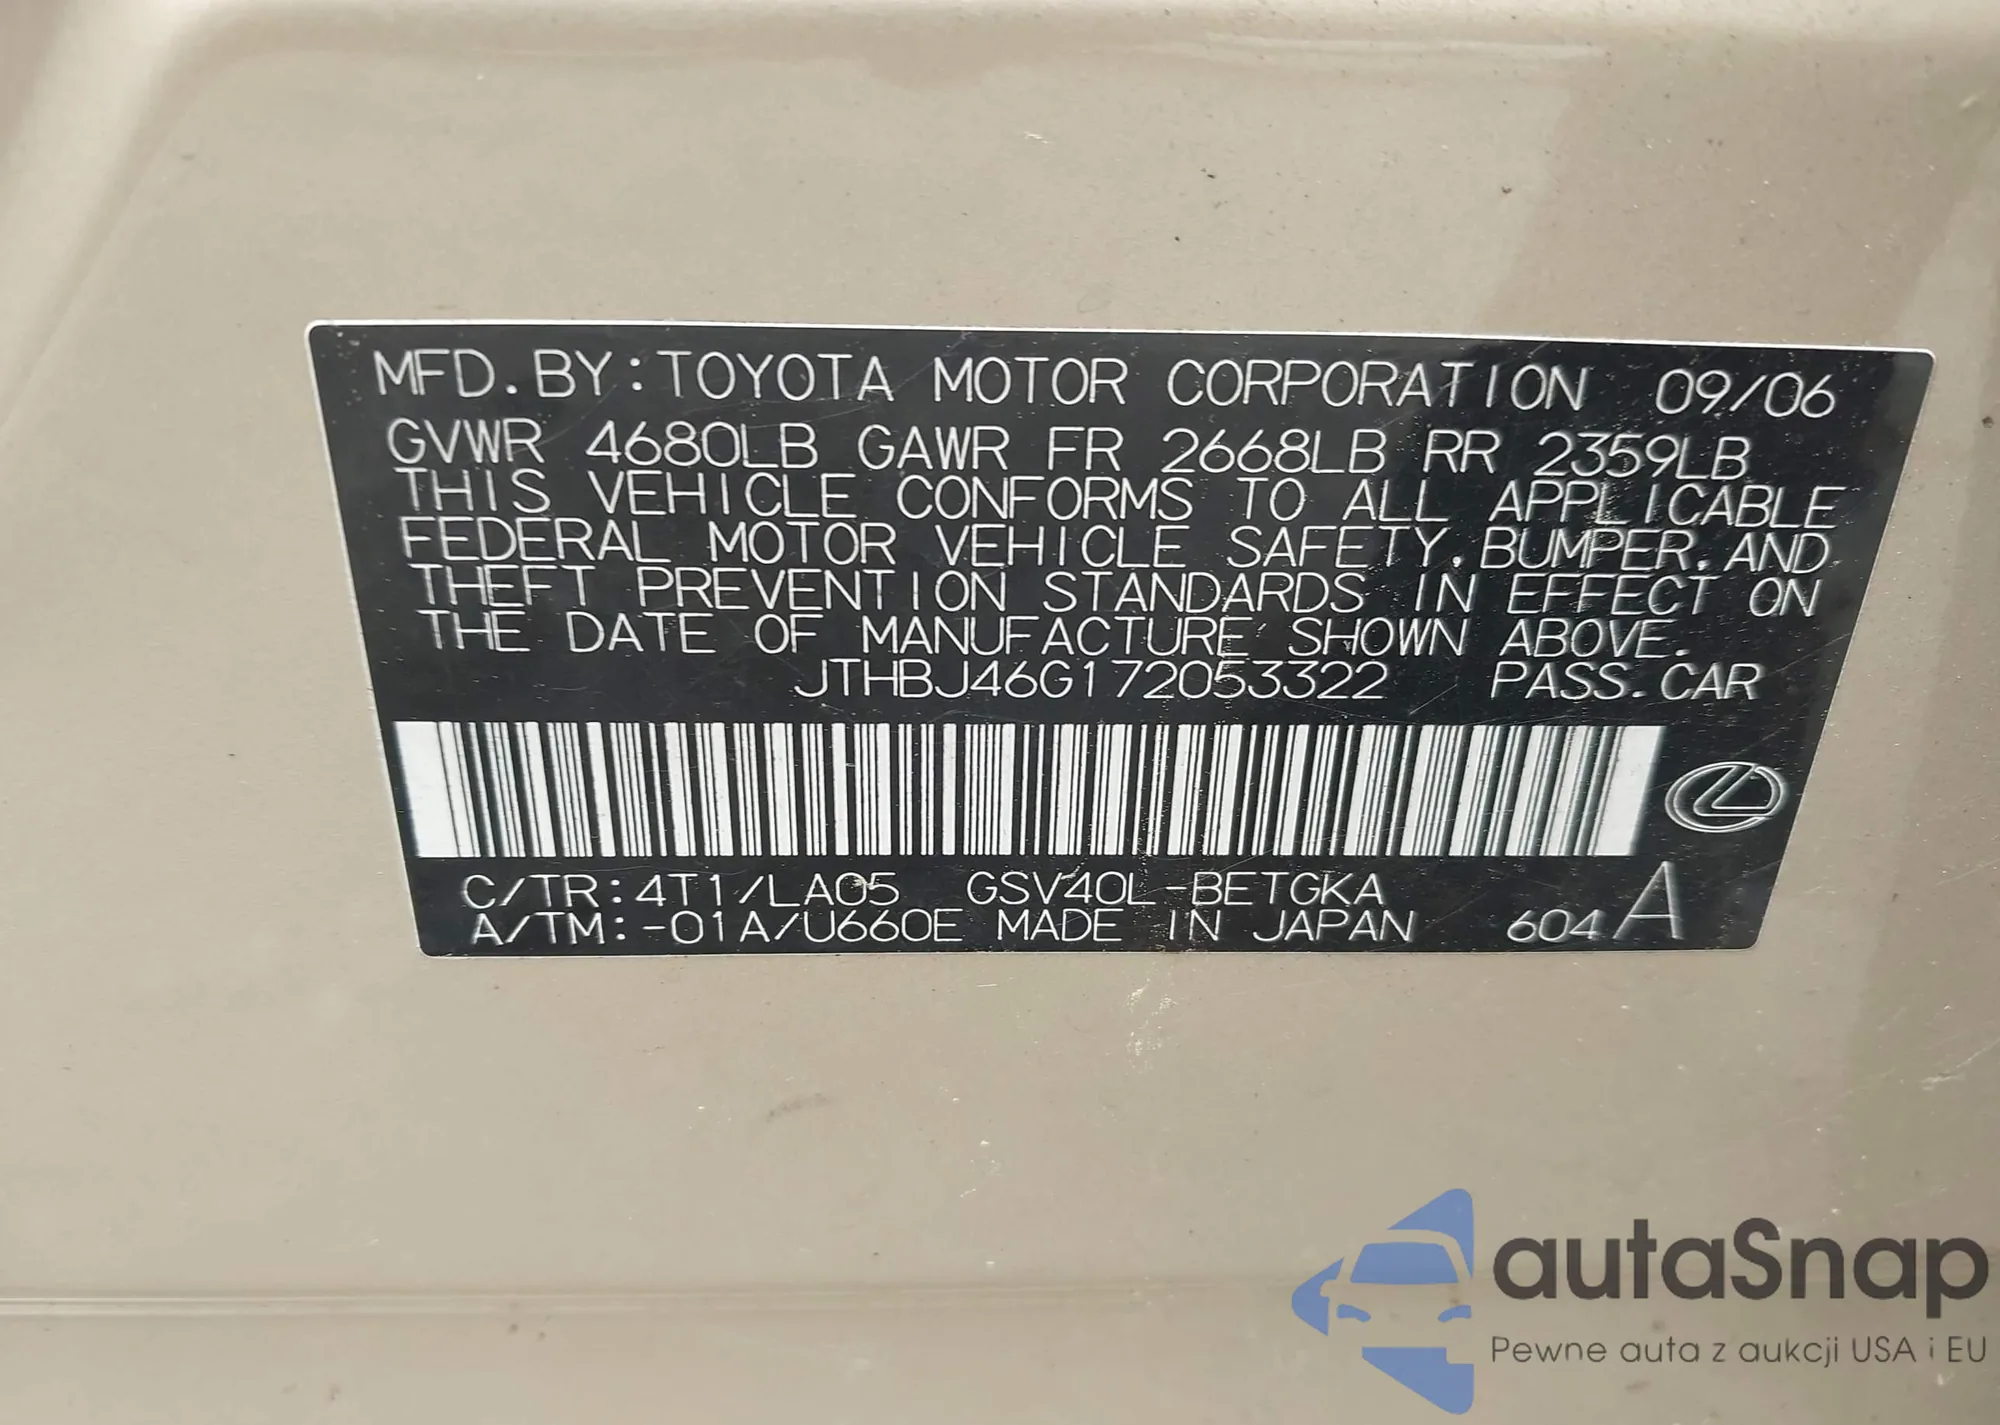 MFD. BY: TOYOTA MOTOR CORPORATION 09/06
GVWR 4680LB GAWR FR 2668LB RR 2359LB
THIS VEHICLE CONFORMS TO ALL APPLICABLE
FEDERAL MOTOR VEHICLE SAFETY, BUMPER, AND
THEFT PREVENTION STANDARDS IN EFFECT ON
THE DATE OF MANUFACTURE SHOWN ABOVE.
JTHBJ46G172053322 PASS. CAR
C/TR: 4T1/LA05 GSV40L-BETGKA
A/TM: -01A/U660E MADE IN JAPAN 604 A
autaSnap
Pewne auta z aukcji USA i EU